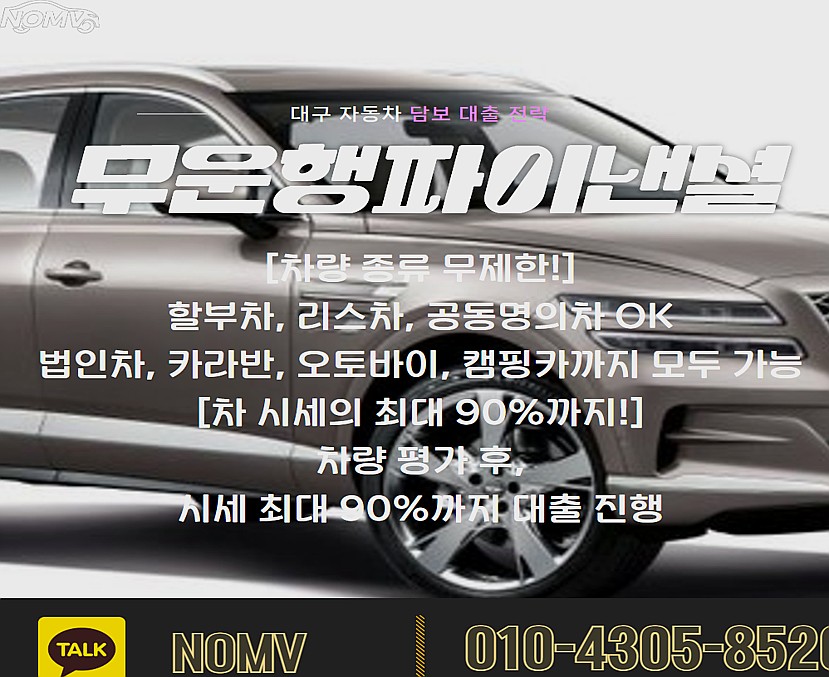 NOMV
대구 자동차 담보 대출 전략
무운행파이낸셜
[차량 종류 무제한!]
할부차, 리스차, 공동명의차 OK
법인차, 카라반, 오토바이, 캠핑카까지 모두 가능
[차 시세의 최대 90%까지!]
차량 평가 후,
시세 최대 90%까지 대출 진행
TALK NOMV 010-4305-8520